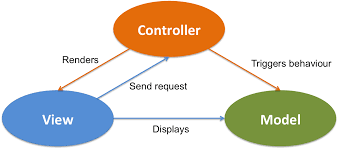 Controller
Renders
Triggers behaviour
Send request
View
Model
Displays